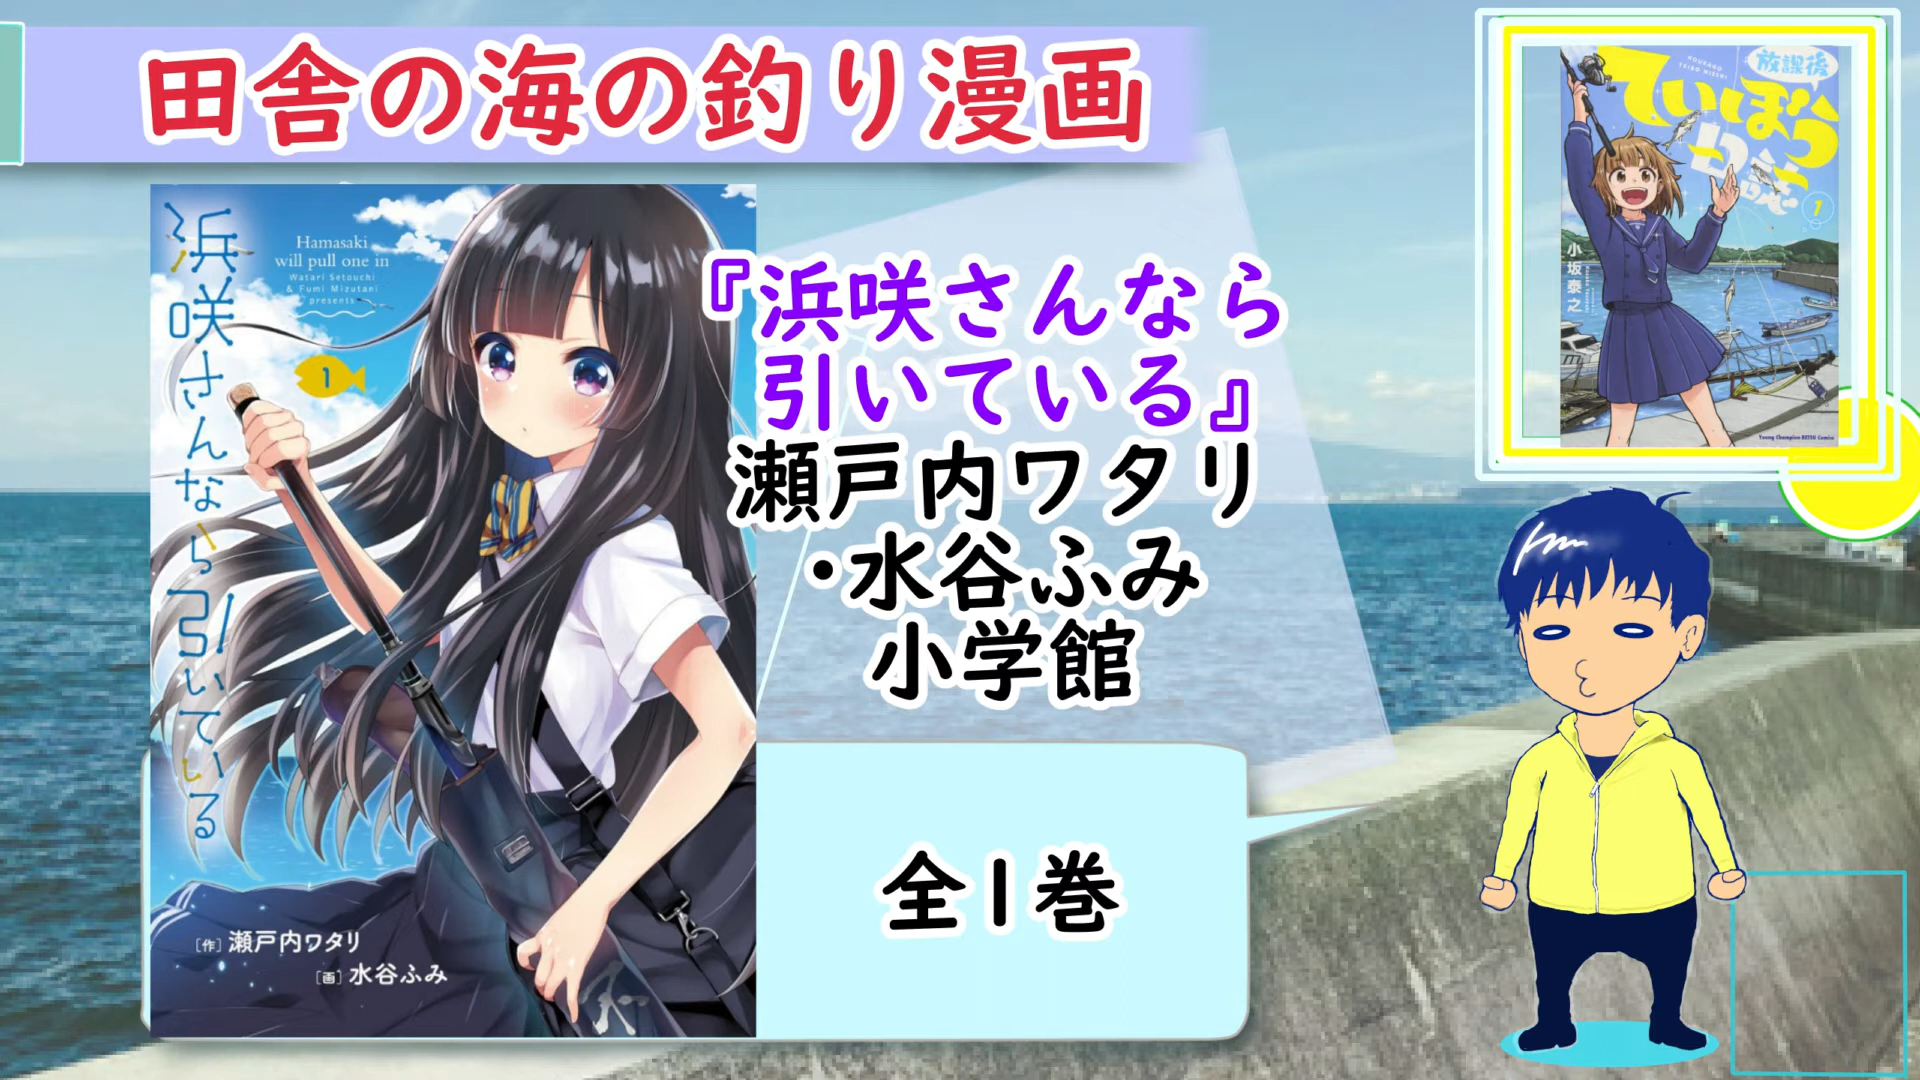 田舎の海の釣り漫画
浜咲さんなら引いている
Hamasaki
will pull one in
Watari Setouchi
& Fumi Mizutani
presents
1
[作] 瀬戸内ワタリ
[画] 水谷ふみ
『浜咲さんなら
引いている』
瀬戸内ワタリ
・水谷ふみ
小学館
全1巻
放課後
ていぼう
日誌
1
小坂泰之
Young Champion RETSU Comics